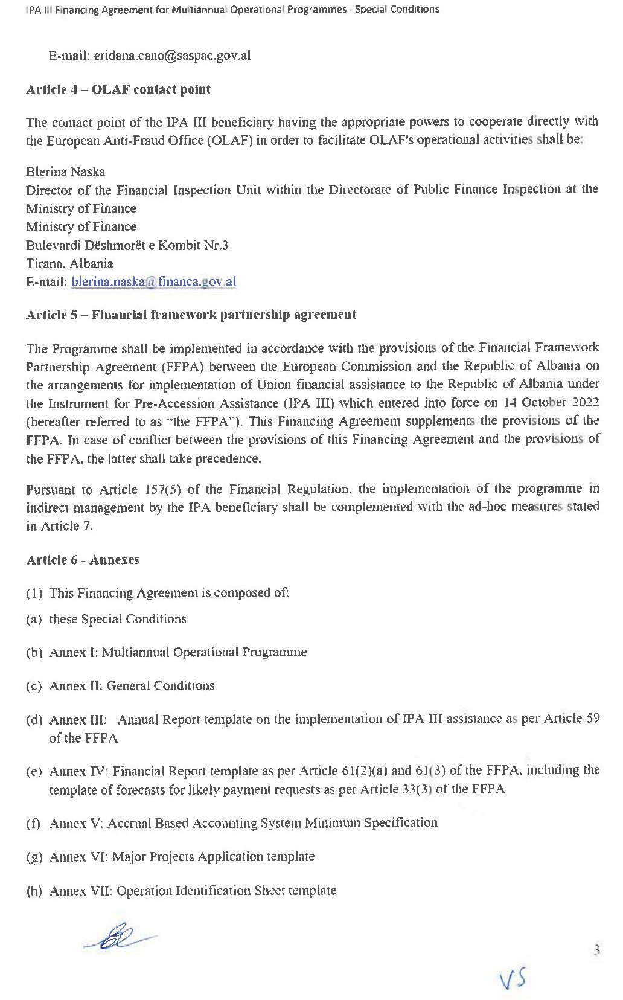 IPA III Financing Agreement for Multiannual Operational Programmes - Special Conditions
E-mail: eridana.cano@saspac.gov.al
Article 4 – OLAF contact point
The contact point of the IPA III beneficiary having the appropriate powers to cooperate directly with
the European Anti-Fraud Office (OLAF) in order to facilitate OLAF's operational activities shall be:
Blerina Naska
Director of the Financial Inspection Unit within the Directorate of Public Finance Inspection at the
Ministry of Finance
Ministry of Finance
Bulevardi Dëshmorët e Kombit Nr.3
Tirana, Albania
E-mail: blerina.naska@financa.gov.al
Article 5 – Financial framework partnership agreement
The Programme shall be implemented in accordance with the provisions of the Financial Framework
Partnership Agreement (FFPA) between the European Commission and the Republic of Albania on
the arrangements for implementation of Union financial assistance to the Republic of Albania under
the Instrument for Pre-Accession Assistance (IPA III) which entered into force on 14 October 2022
(hereafter referred to as “the FFPA”). This Financing Agreement supplements the provisions of the
FFPA. In case of conflict between the provisions of this Financing Agreement and the provisions of
the FFPA, the latter shall take precedence.
Pursuant to Article 157(5) of the Financial Regulation, the implementation of the programme in
indirect management by the IPA beneficiary shall be complemented with the ad-hoc measures stated
in Article 7.
Article 6 - Annexes
(1) This Financing Agreement is composed of:
(a) these Special Conditions
(b) Annex I: Multiannual Operational Programme
(c) Annex II: General Conditions
(d) Annex III: Annual Report template on the implementation of IPA III assistance as per Article 59
of the FFPA
(e) Annex IV: Financial Report template as per Article 61(2)(a) and 61(3) of the FFPA, including the
template of forecasts for likely payment requests as per Article 33(3) of the FFPA
(f) Annex V: Accrual Based Accounting System Minimum Specification
(g) Annex VI: Major Projects Application template
(h) Annex VII: Operation Identification Sheet template
3
VS